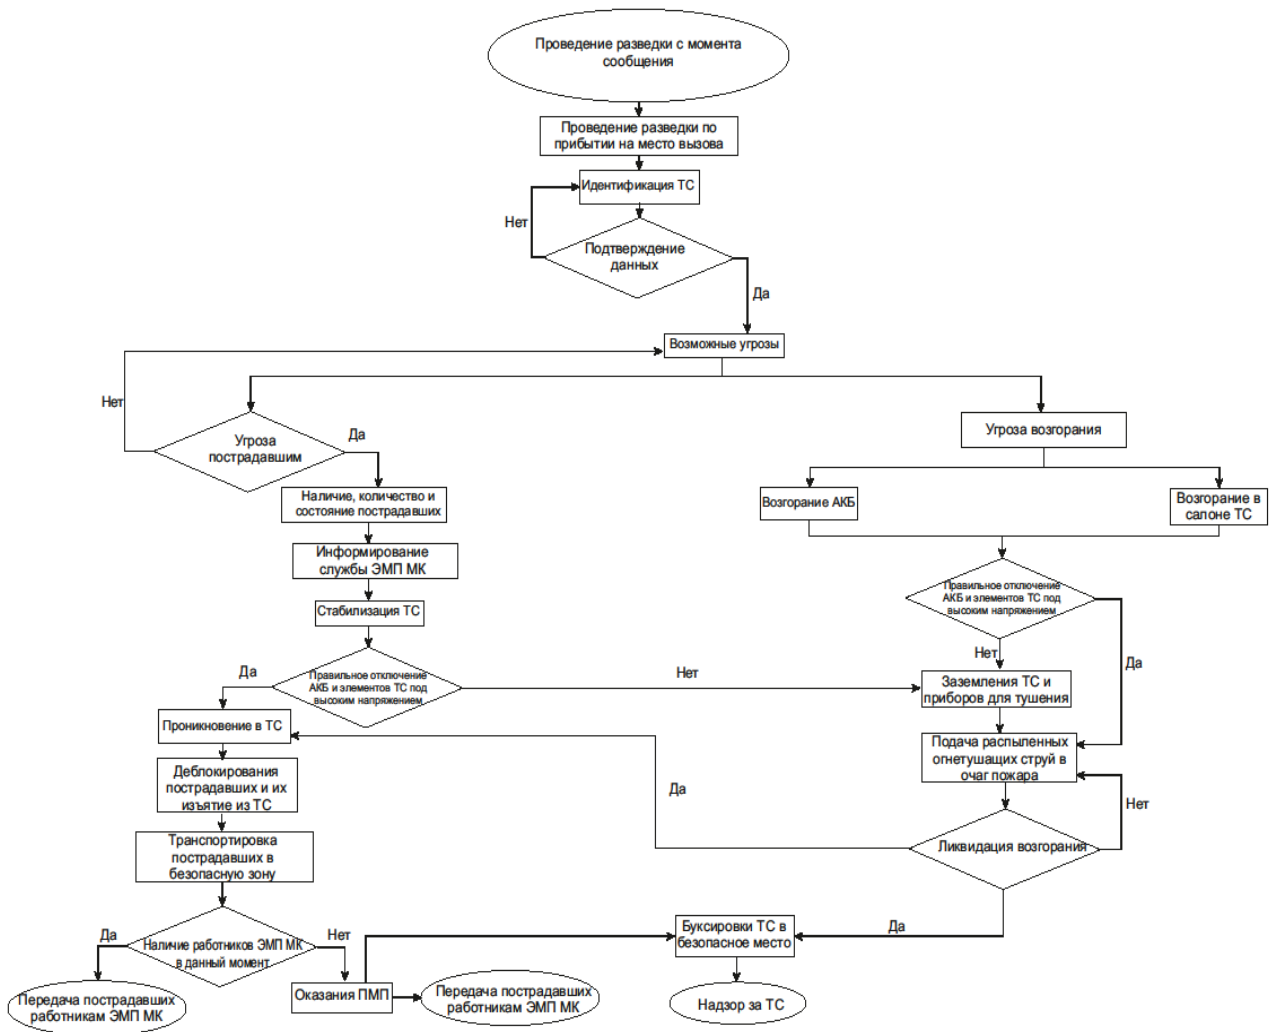 Проведение разведки с момента
сообщения
Проведение разведки по
прибытии на место вызова
Идентификация ТС
Нет
Подтверждение
данных
Да
Возможные угрозы
Нет
Угроза
пострадавшим
Да
Угроза возгорания
Наличие, количество и
состояние пострадавших
Возгорание АКБ
Возгорание в
салоне ТС
Информирование
службы ЭМП МК
Стабилизация ТС
Правильное отключение
АКБ и элементов ТС под
высоким напряжением
Нет
Да
Да
Правильное отключение
АКБ и элементов ТС под
высоким напряжением
Нет
Заземления ТС и
приборов для тушения
Проникновение в ТС
Подача распыленных
огнетушащих струй в
очаг пожара
Деблокирования
пострадавших и их
изъятие из ТС
Да
Нет
Транспортировка
пострадавших в
безопасную зону
Ликвидация возгорания
Да
Наличие работников ЭМП МК
в данный момент
Нет
Буксировки ТС в
безопасное место
Да
Передача пострадавших
работникам ЭМП МК
Оказания ПМП
Передача пострадавших
работникам ЭМП МК
Надзор за ТС